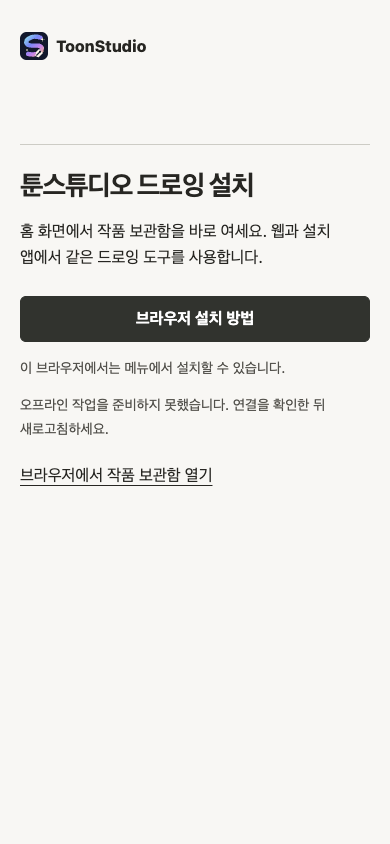 ToonStudio
툰스튜디오 드로잉 설치
홈 화면에서 작품 보관함을 바로 여세요. 웹과 설치
앱에서 같은 드로잉 도구를 사용합니다.
브라우저 설치 방법
이 브라우저에서는 메뉴에서 설치할 수 있습니다.
오프라인 작업을 준비하지 못했습니다. 연결을 확인한 뒤
새로고침하세요.
브라우저에서 작품 보관함 열기